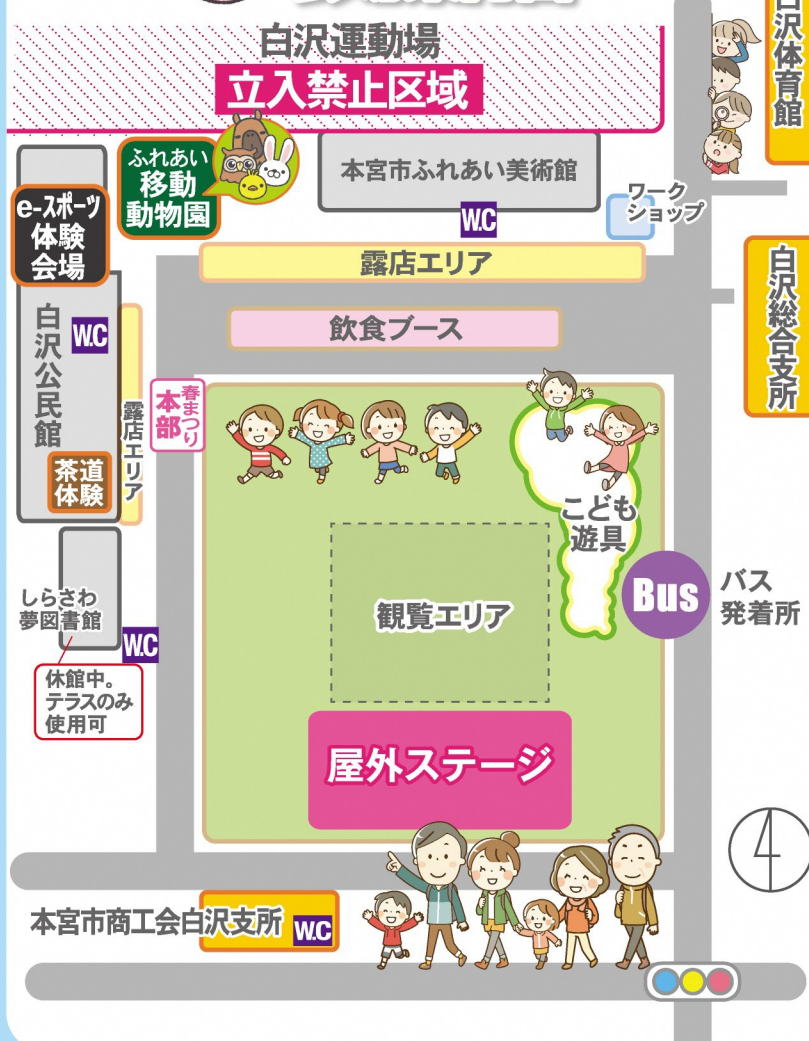 白沢運動場
立入禁止区域
白沢体育館
ふれあい
移動
動物園
本宮市ふれあい美術館
W.C
ワーク
ショップ
e-スポーツ
体験
会場
露店エリア
飲食ブース
白沢総合支所
白沢公民館
W.C
露店エリア
春まつり
本部
茶道
体験
こども
遊具
観覧エリア
Bus
バス
発着所
しらさわ
夢図書館
W.C
休館中。
テラスのみ
使用可
屋外ステージ
本宮市商工会白沢支所
W.C